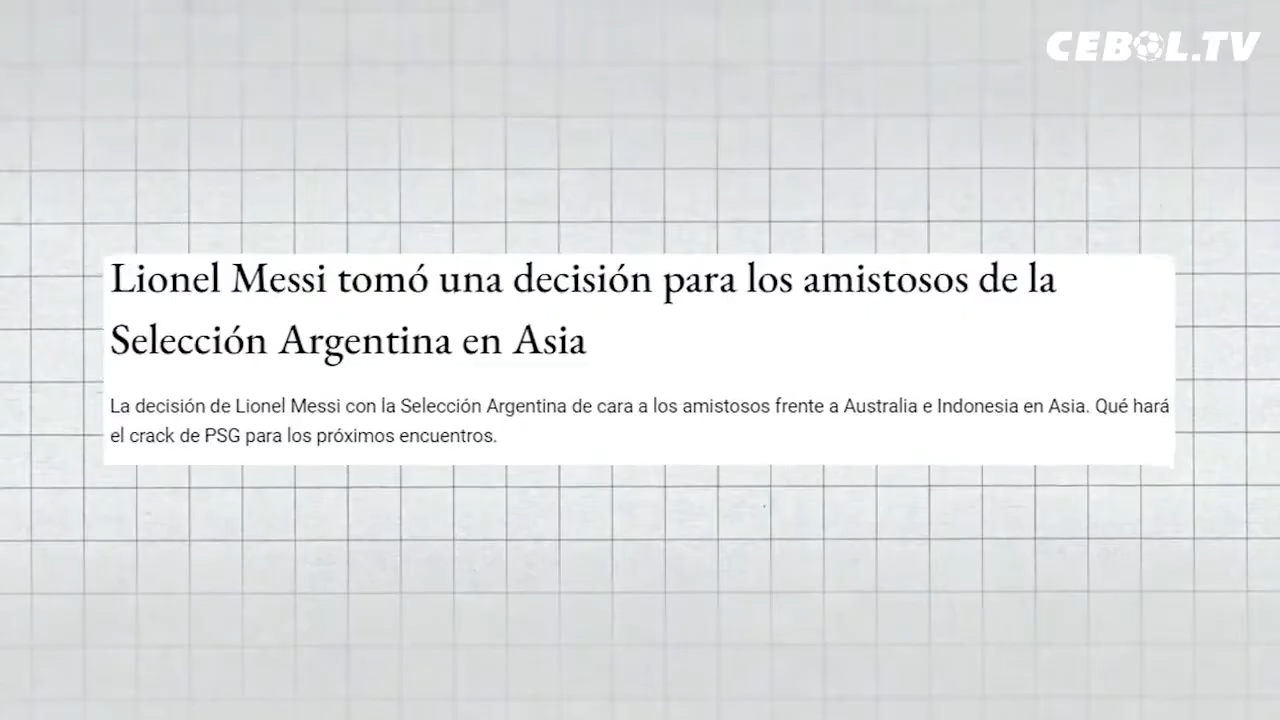 CEBOL.TV
Lionel Messi tomó una decisión para los amistosos de la
Selección Argentina en Asia
La decisión de Lionel Messi con la Selección Argentina de cara a los amistosos frente a Australia e Indonesia en Asia. Qué hará
el crack de PSG para los próximos encuentros.